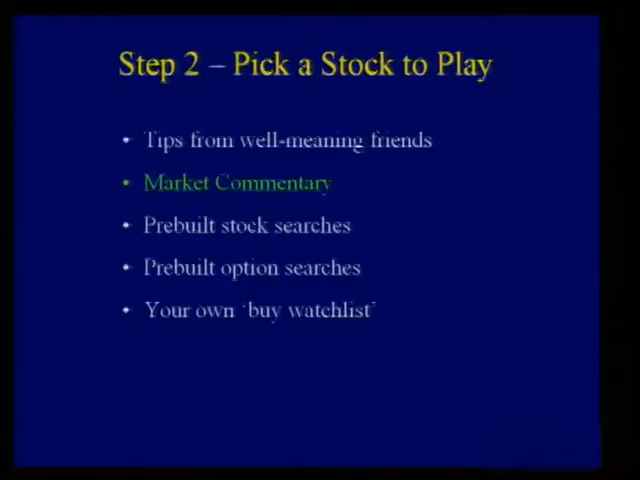 Step 2 – Pick a Stock to Play
• Tips from well-meaning friends
• Market Commentary
• Prebuilt stock searches
• Prebuilt option searches
• Your own ‘buy watchlist’